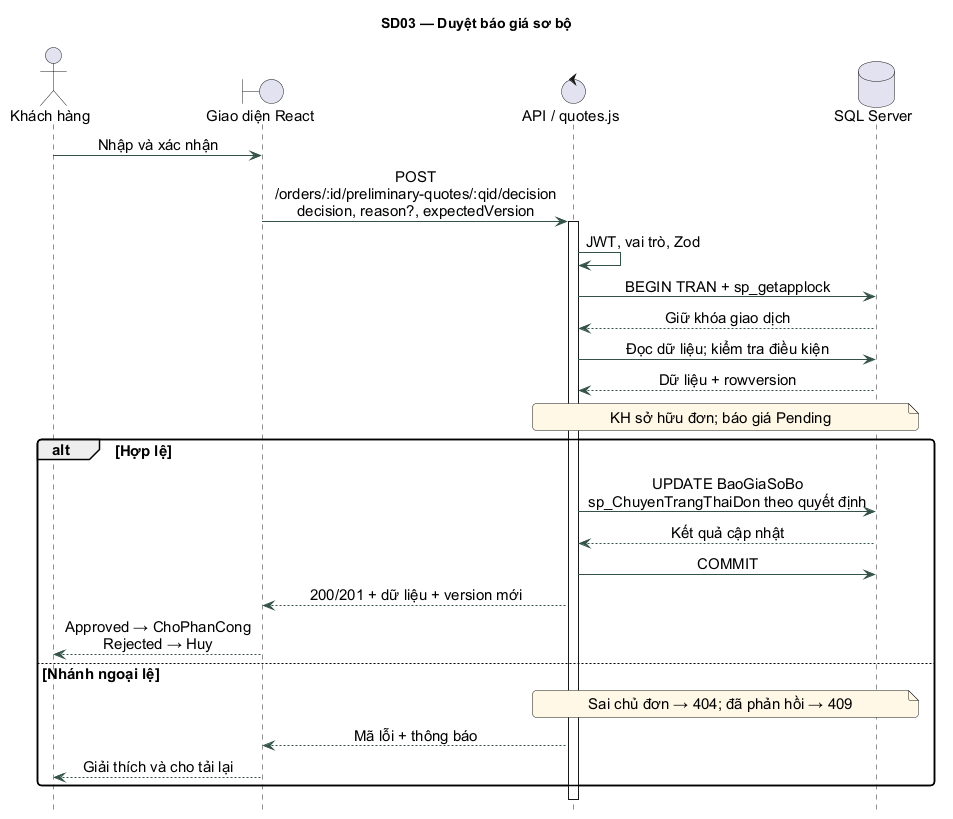 SD03 — Duyệt báo giá sơ bộ
Khách hàng
Giao diện React
API / quotes.js
SQL Server
Nhập và xác nhận
POST
/orders/:id/preliminary-quotes/:qid/decision
decision, reason?, expectedVersion
JWT, vai trò, Zod
BEGIN TRAN + sp_getapplock
Giữ khóa giao dịch
Đọc dữ liệu; kiểm tra điều kiện
Dữ liệu + rowversion
KH sở hữu đơn; báo giá Pending
alt [Hợp lệ]
UPDATE BaoGiaSoBo
sp_ChuyenTrangThaiDon theo quyết định
Kết quả cập nhật
COMMIT
200/201 + dữ liệu + version mới
Approved → ChoPhanCong
Rejected → Huy
[Nhánh ngoại lệ]
Sai chủ đơn → 404; đã phản hồi → 409
Mã lỗi + thông báo
Giải thích và cho tải lại